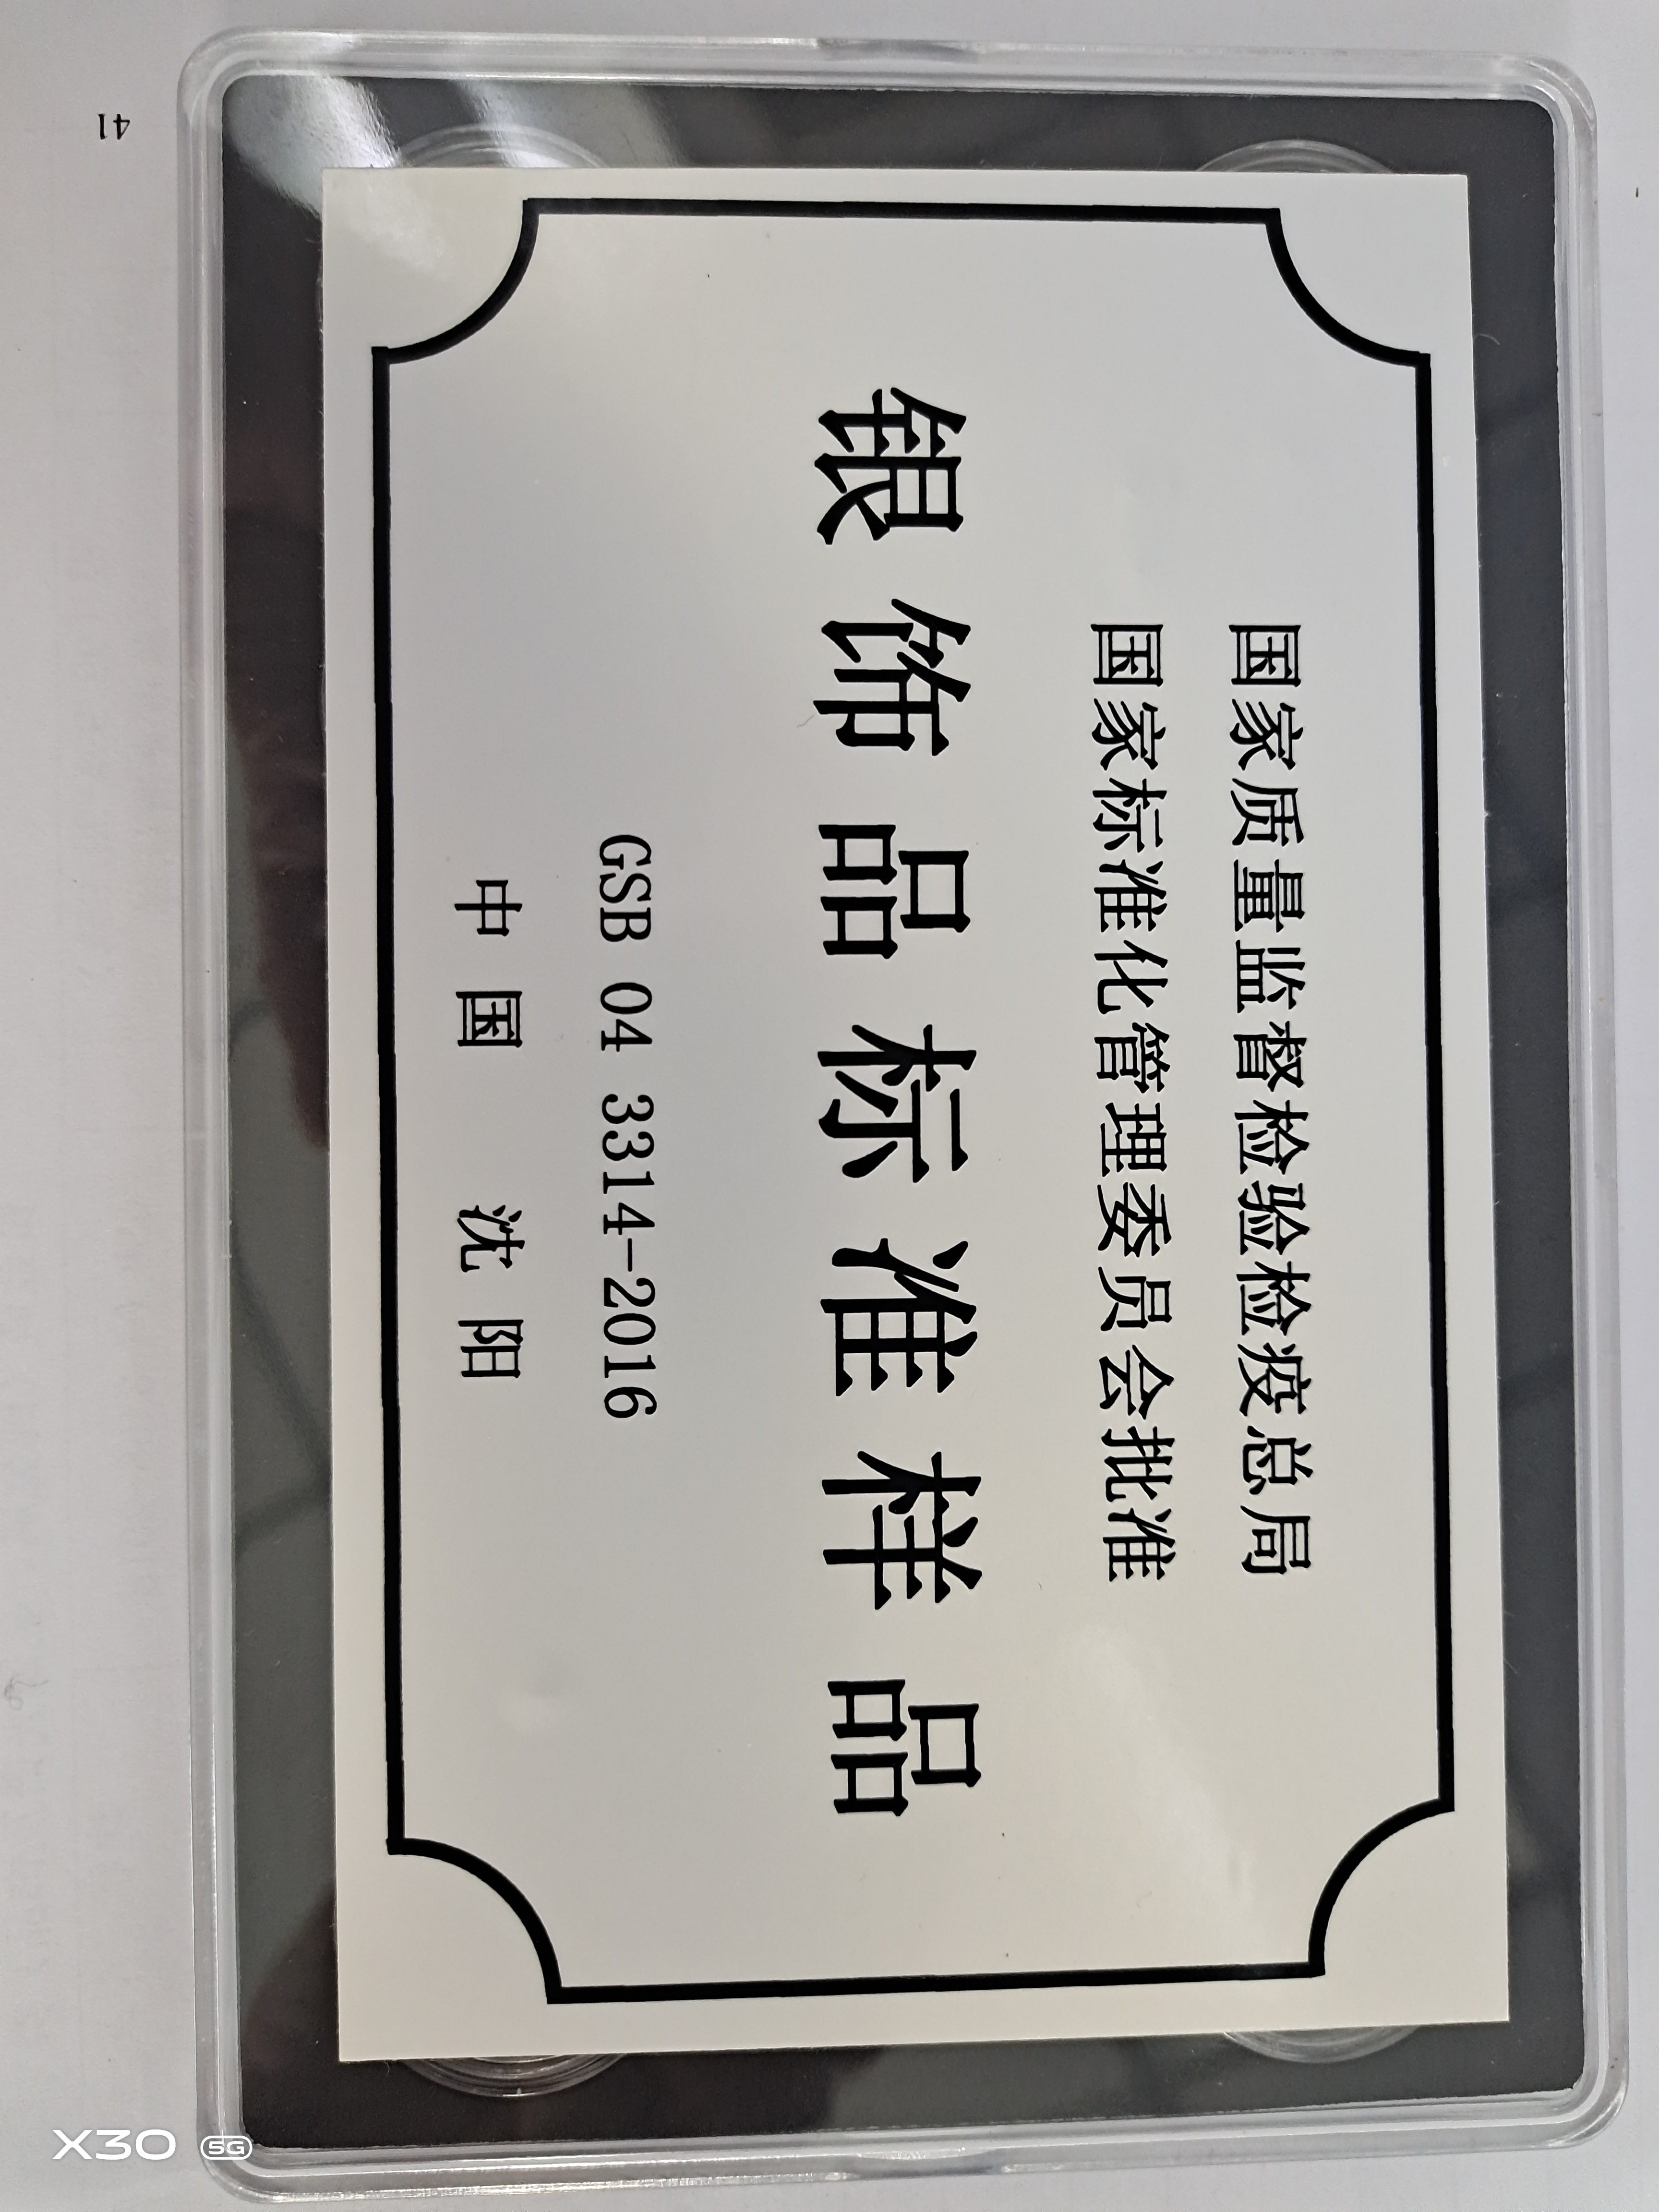 国家质量监督检验检疫总局
国家标准化管理委员会批准
银饰品标准样品
GSB 04 3314-2016
中国 沈阳
41
X30 5G